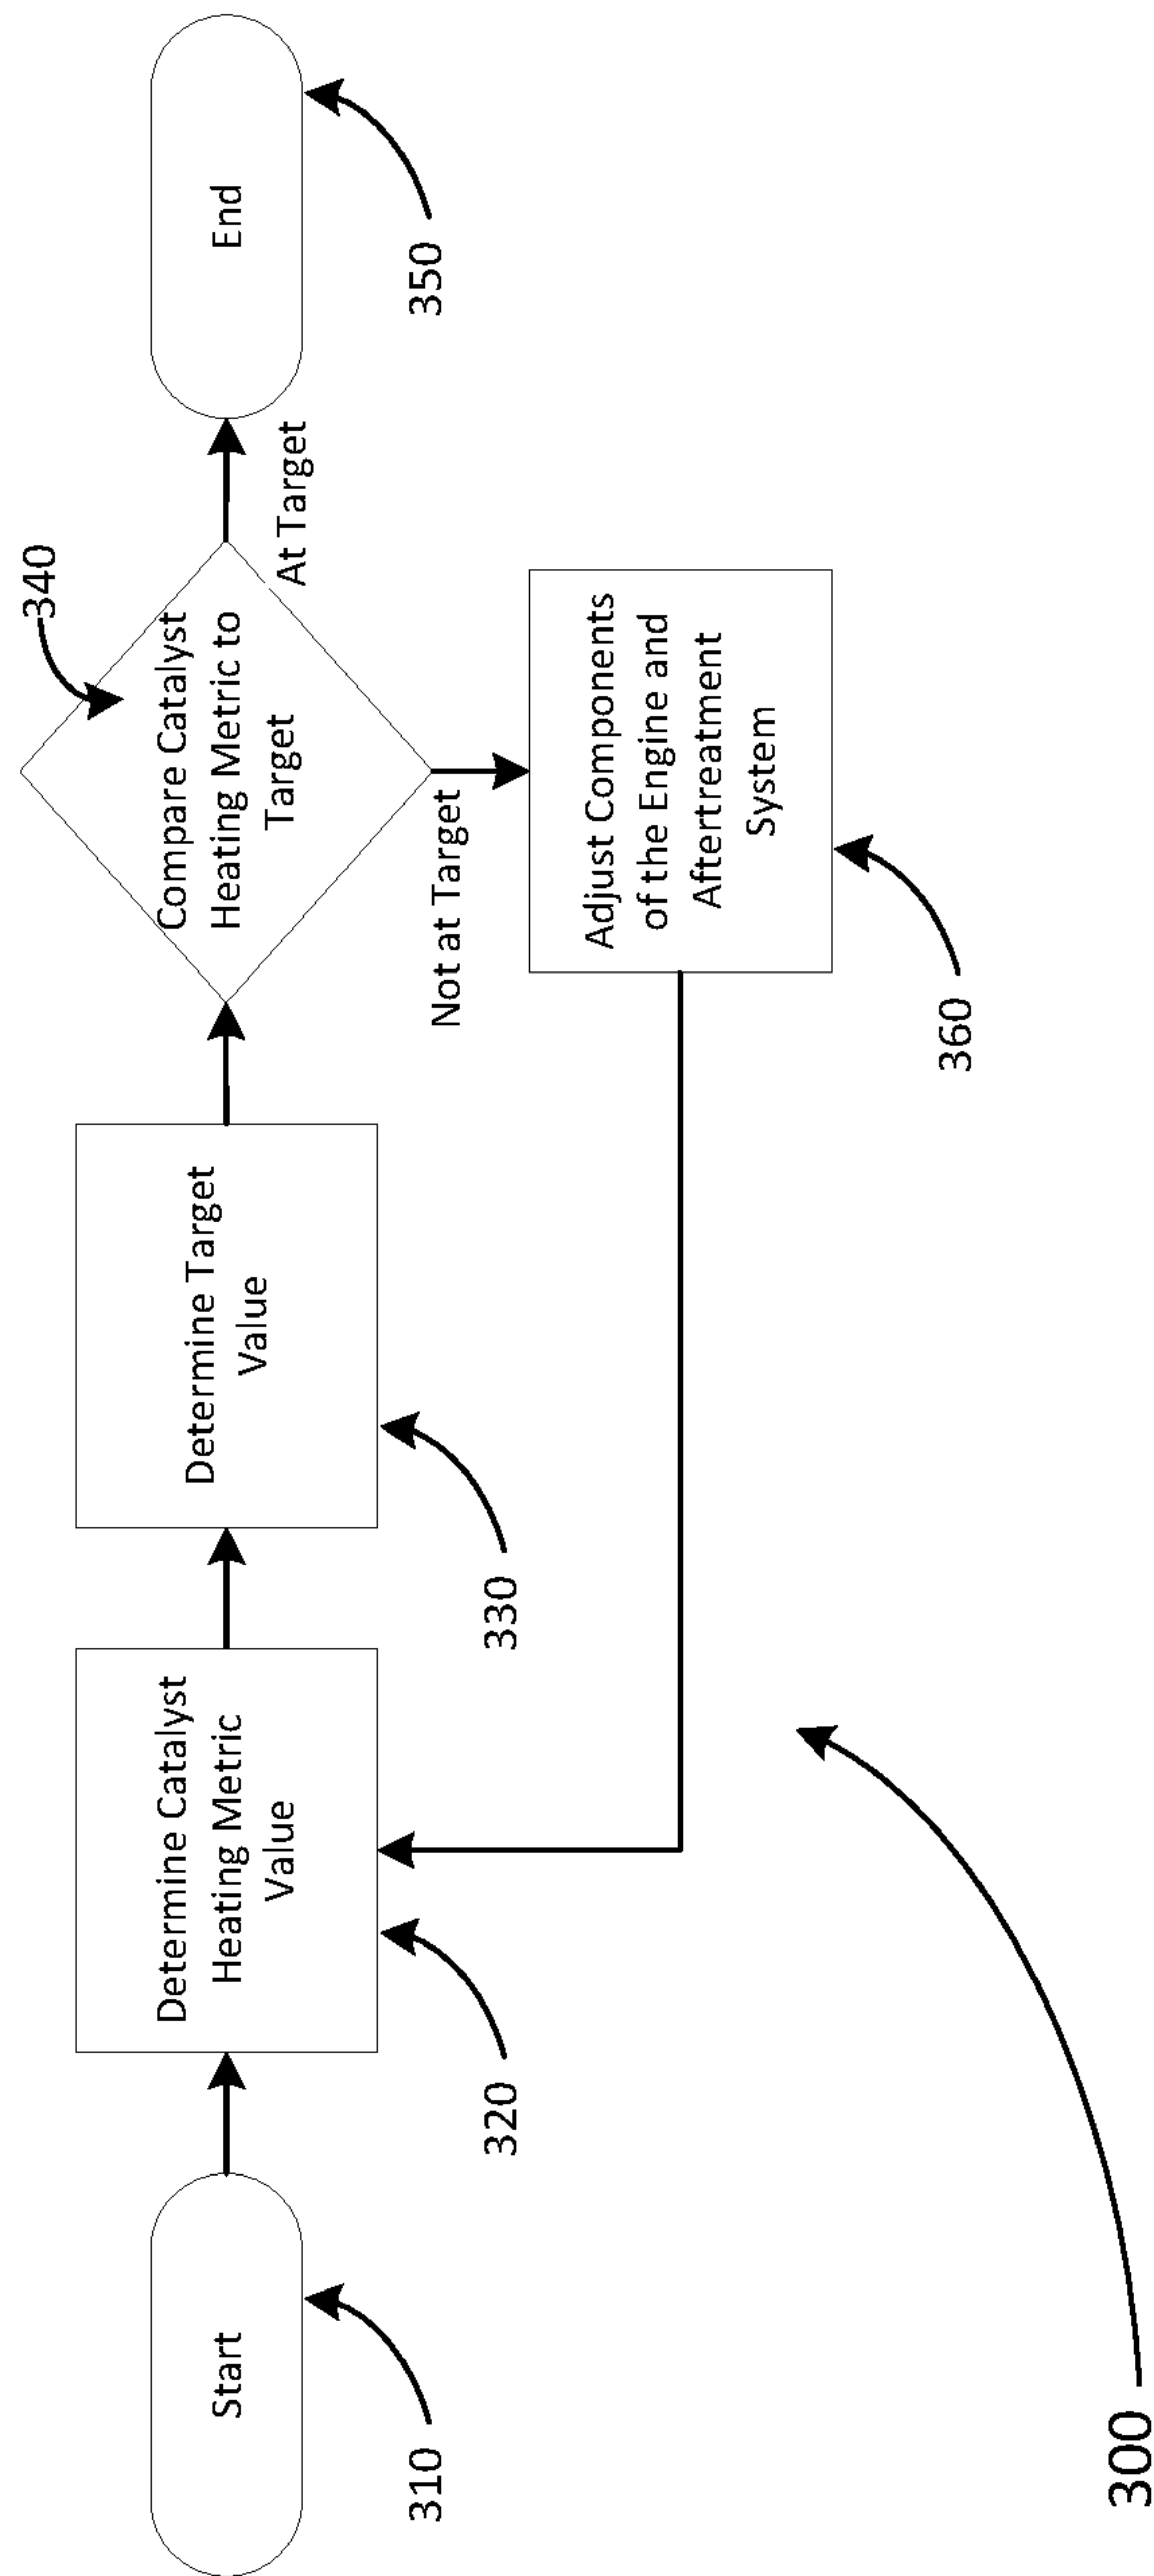 Start
310
Determine Catalyst
Heating Metric
Value
320
Determine Target
Value
330
Compare Catalyst
Heating Metric to
Target
340
At Target
End
350
Not at Target
Adjust Components
of the Engine and
Aftertreatment
System
360
300